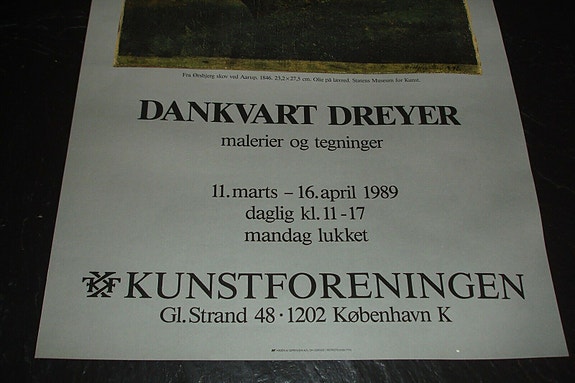 Fra Ørsbjerg skov ved Aarup, 1846. 23,2 × 27,5 cm. Olie på lærred. Statens Museum for Kunst.
DANKVART DREYER
malerier og tegninger
11. marts – 16. april 1989
daglig kl. 11 - 17
mandag lukket
KUNSTFORENINGEN
Gl. Strand 48 · 1202 København K